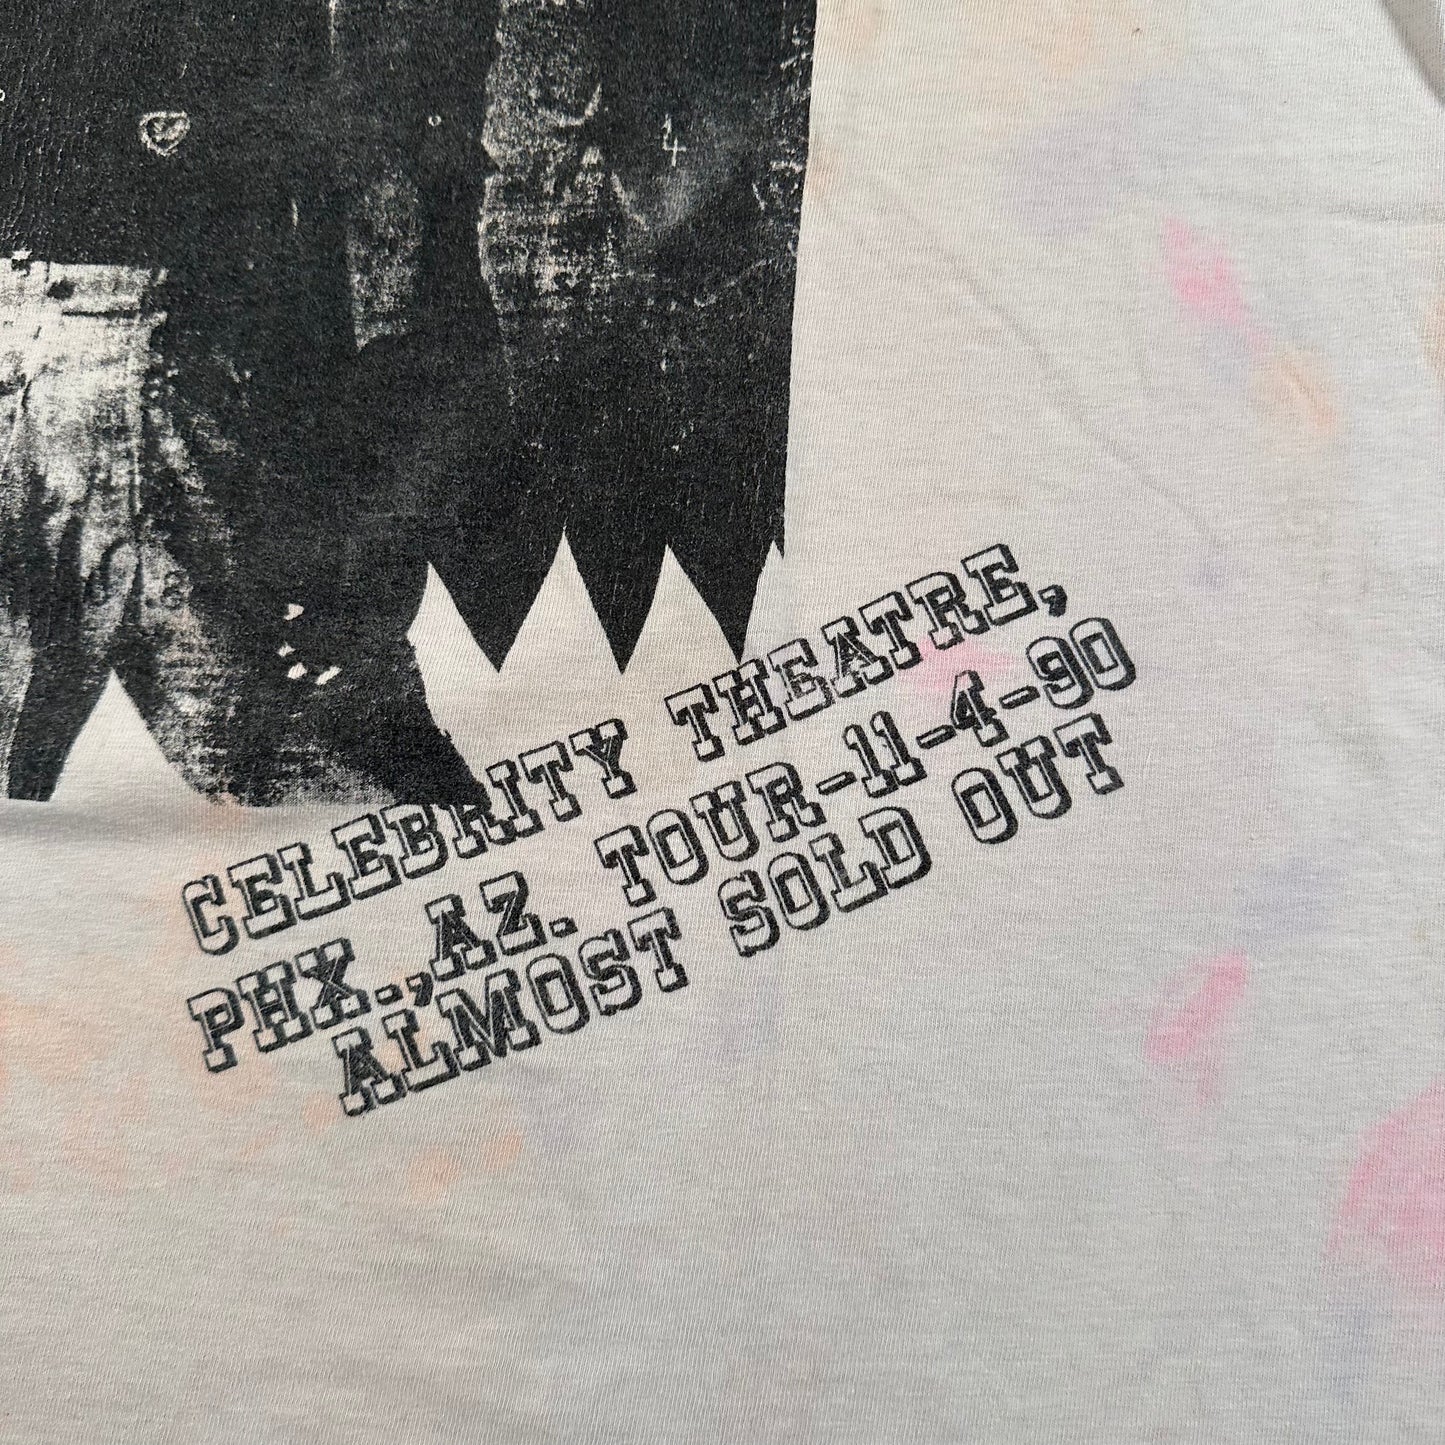 CELEBRITY THEATRE,
PHX.,AZ. TOUR-11-4-90
ALMOST SOLD OUT